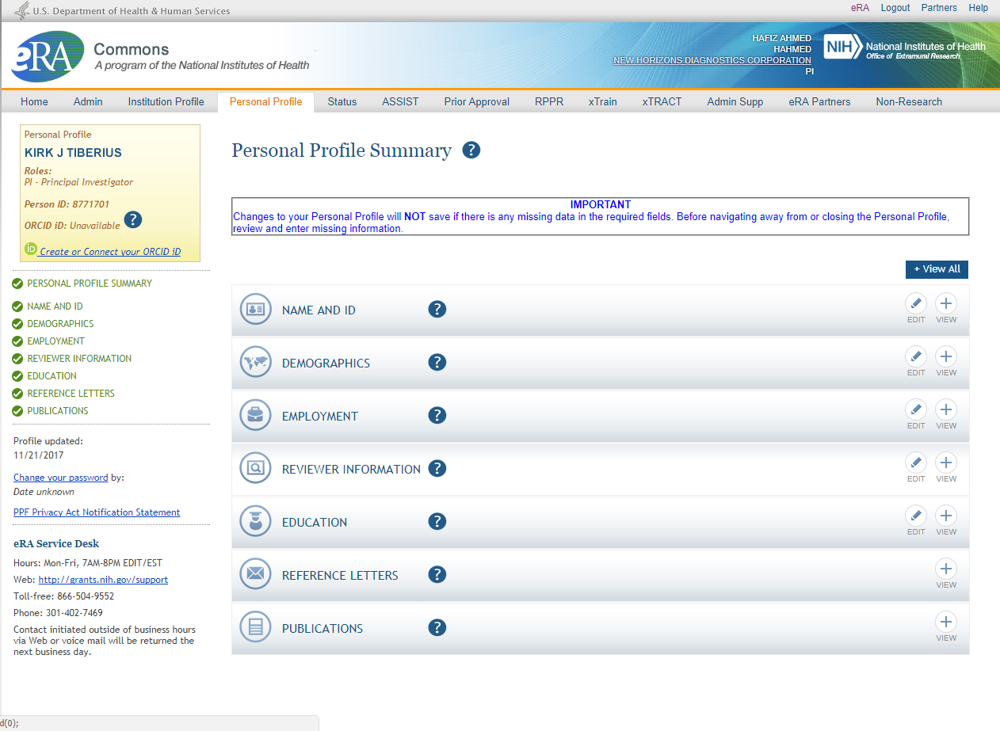 U.S. Department of Health & Human Services
eRA Logout Partners Help
eRA
Commons
A program of the National Institutes of Health
HAFIZ AHMED
HAHMED
NEW HORIZONS DIAGNOSTICS CORPORATION
PI
NIH National Institutes of Health
Office of Extramural Research
Home Admin Institution Profile Personal Profile Status ASSIST Prior Approval RPPR xTrain xTRACT Admin Supp eRA Partners Non-Research
Personal Profile
KIRK J TIBERIUS
Roles:
PI - Principal Investigator
Person ID: 8771701
ORCID iD: Unavailable ?
iD Create or Connect your ORCID iD
PERSONAL PROFILE SUMMARY
NAME AND ID
DEMOGRAPHICS
EMPLOYMENT
REVIEWER INFORMATION
EDUCATION
REFERENCE LETTERS
PUBLICATIONS
Profile updated:
11/21/2017
Change your password by:
Date unknown
PPF Privacy Act Notification Statement
eRA Service Desk
Hours: Mon-Fri, 7AM-8PM EDIT/EST
Web: http://grants.nih.gov/support
Toll-free: 866-504-9552
Phone: 301-402-7469
Contact initiated outside of business hours
via Web or voice mail will be returned the
next business day.
Personal Profile Summary ?
IMPORTANT
Changes to your Personal Profile will NOT save if there is any missing data in the required fields. Before navigating away from or closing the Personal Profile,
review and enter missing information.
+ View All
NAME AND ID ? EDIT VIEW
DEMOGRAPHICS ? EDIT VIEW
EMPLOYMENT ? EDIT VIEW
REVIEWER INFORMATION ? EDIT VIEW
EDUCATION ? EDIT VIEW
REFERENCE LETTERS ? VIEW
PUBLICATIONS ? VIEW
d(0);